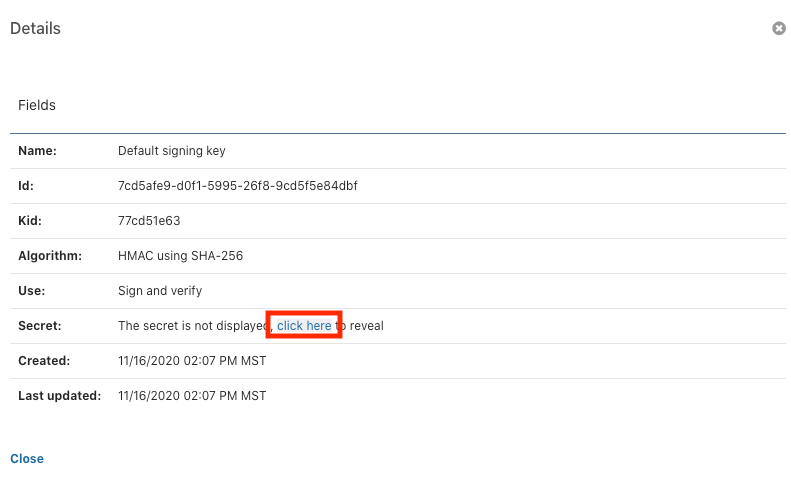 Details
Fields
Name: Default signing key
Id: 7cd5afe9-d0f1-5995-26f8-9cd5f5e84dbf
Kid: 77cd51e63
Algorithm: HMAC using SHA-256
Use: Sign and verify
Secret: The secret is not displayed, click here to reveal
Created: 11/16/2020 02:07 PM MST
Last updated: 11/16/2020 02:07 PM MST
Close